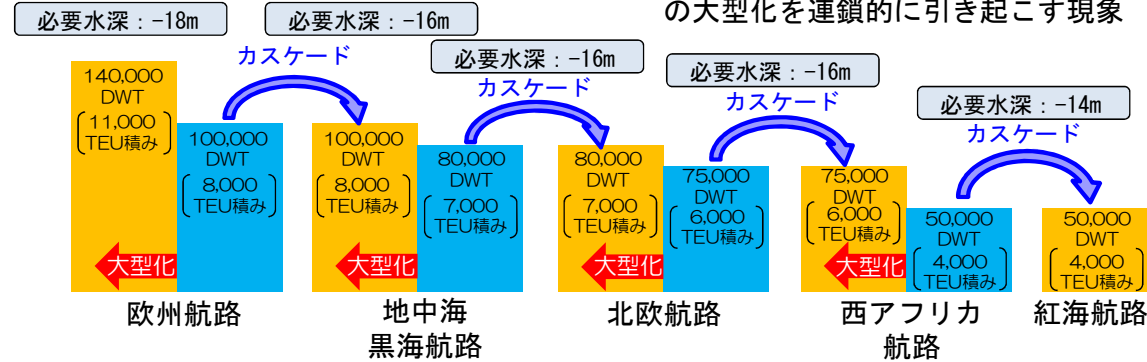 の大型化を連鎖的に引き起こす現象
必要水深：-18m
必要水深：-16m
必要水深：-16m
必要水深：-16m
必要水深：-14m
カスケード
カスケード
カスケード
カスケード
140,000
DWT
11,000
TEU積み
100,000
DWT
8,000
TEU積み
大型化
欧州航路
100,000
DWT
8,000
TEU積み
80,000
DWT
7,000
TEU積み
大型化
地中海
黒海航路
80,000
DWT
7,000
TEU積み
75,000
DWT
6,000
TEU積み
大型化
北欧航路
75,000
DWT
6,000
TEU積み
50,000
DWT
4,000
TEU積み
大型化
西アフリカ
航路
50,000
DWT
4,000
TEU積み
紅海航路